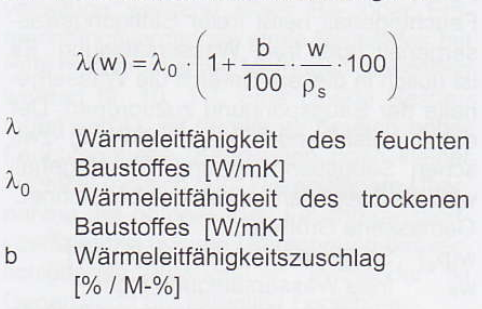 λ(w) = λ₀ · (1 + b/100 · w/ρₛ · 100)
λ Wärmeleitfähigkeit des feuchten
Baustoffes [W/mK]
λ₀ Wärmeleitfähigkeit des trockenen
Baustoffes [W/mK]
b Wärmeleitfähigkeitszuschlag
[% / M-%]